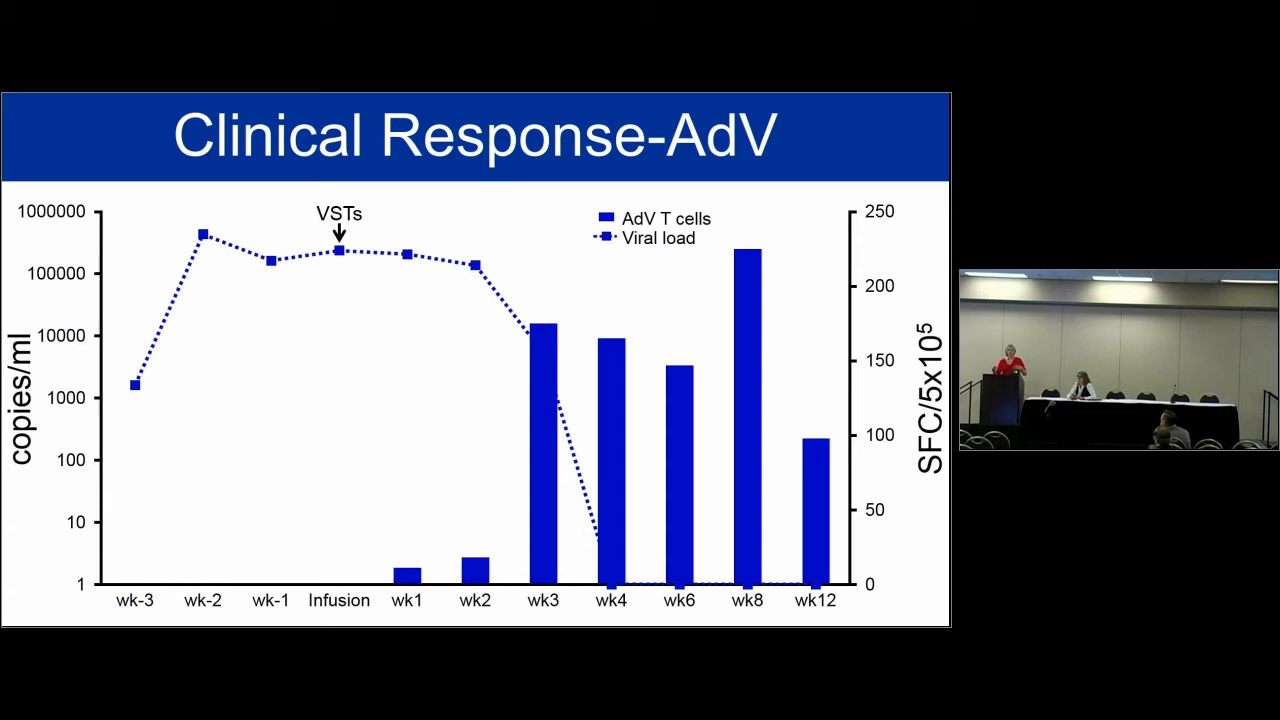 Clinical Response-AdV
VSTs
AdV T cells
Viral load
copies/ml
1000000
100000
10000
1000
100
10
1
250
200
150
100
50
0
SFC/5x10⁵
wk-3 wk-2 wk-1 Infusion wk1 wk2 wk3 wk4 wk6 wk8 wk12